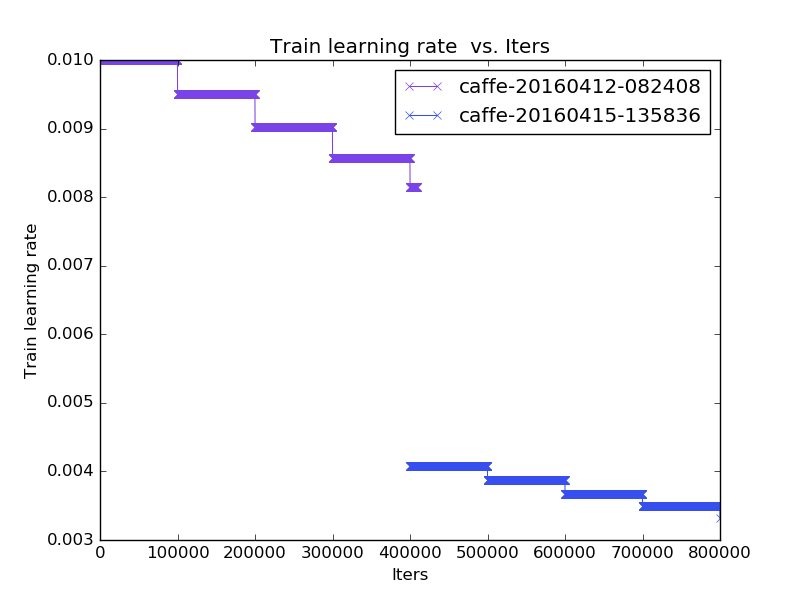 Train learning rate  vs. Iters
caffe-20160412-082408
caffe-20160415-135836
0.010
0.009
0.008
0.007
0.006
0.005
0.004
0.003
Train learning rate
0 100000 200000 300000 400000 500000 600000 700000 800000
Iters